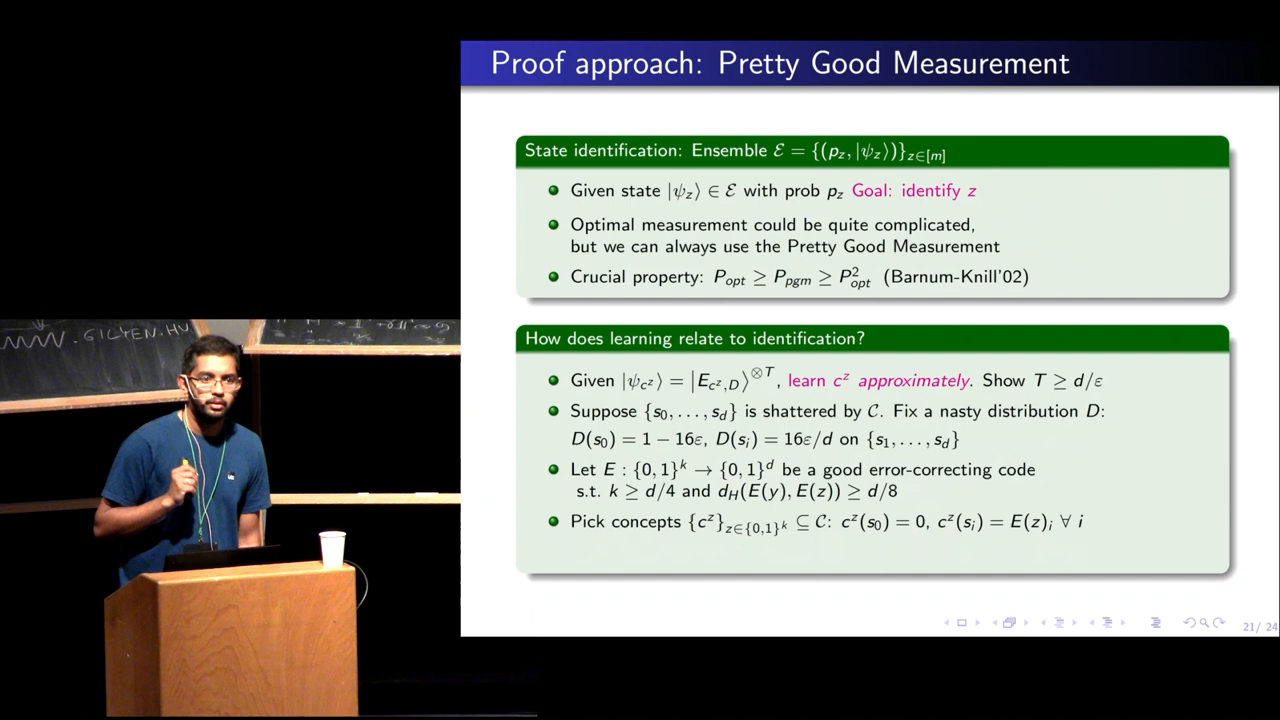 Proof approach: Pretty Good Measurement
State identification: Ensemble ℰ = {(p_z, |ψ_z⟩)}_{z∈[m]}
Given state |ψ_z⟩ ∈ ℰ with prob p_z Goal: identify z
Optimal measurement could be quite complicated,
but we can always use the Pretty Good Measurement
Crucial property: P_opt ≥ P_pgm ≥ P²_opt (Barnum-Knill'02)
How does learning relate to identification?
Given |ψ_{c^z}⟩ = |E_{c^z,D}⟩^{⊗T}, learn c^z approximately. Show T ≥ d/ε
Suppose {s_0, . . . , s_d} is shattered by 𝒞. Fix a nasty distribution D:
D(s_0) = 1 − 16ε, D(s_i) = 16ε/d on {s_1, . . . , s_d}
Let E : {0, 1}^k → {0, 1}^d be a good error-correcting code
s.t. k ≥ d/4 and d_H(E(y), E(z)) ≥ d/8
Pick concepts {c^z}_{z∈{0,1}^k} ⊆ 𝒞: c^z(s_0) = 0, c^z(s_i) = E(z)_i ∀ i
21/ 24
GILYEN.HU